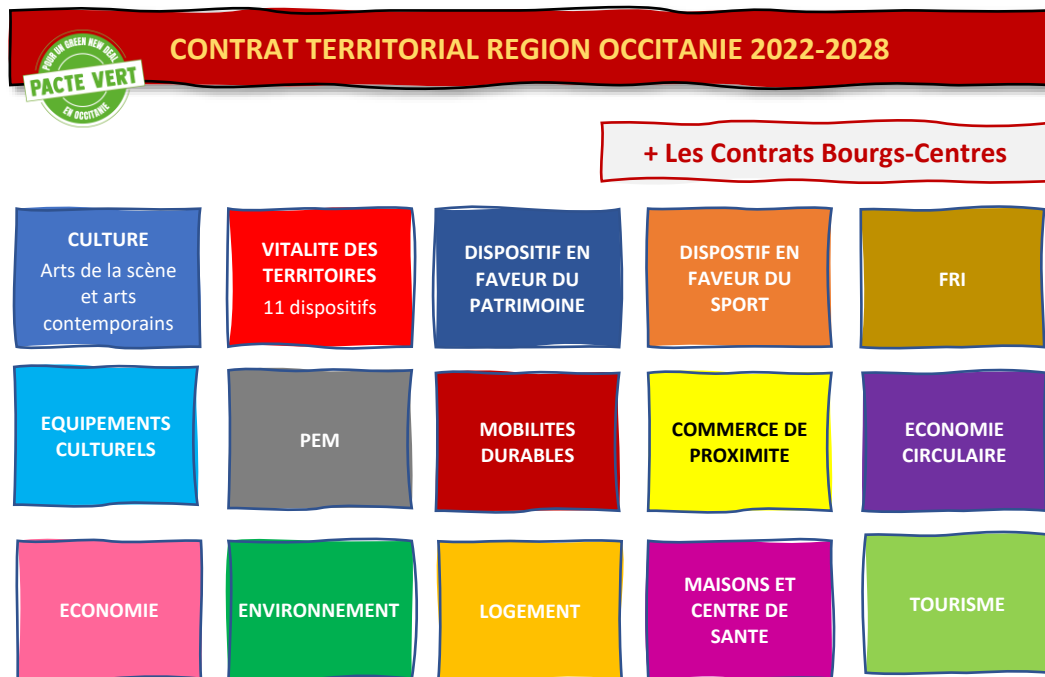 CONTRAT TERRITORIAL REGION OCCITANIE 2022-2028
POUR UN GREEN NEW DEAL
PACTE VERT
EN OCCITANIE
+ Les Contrats Bourgs-Centres
CULTURE
Arts de la scène
et arts
contemporains
VITALITE DES
TERRITOIRES
11 dispositifs
DISPOSITIF EN
FAVEUR DU
PATRIMOINE
DISPOSTIF EN
FAVEUR DU
SPORT
FRI
EQUIPEMENTS
CULTURELS
PEM
MOBILITES
DURABLES
COMMERCE DE
PROXIMITE
ECONOMIE
CIRCULAIRE
ECONOMIE
ENVIRONNEMENT
LOGEMENT
MAISONS ET
CENTRE DE
SANTE
TOURISME